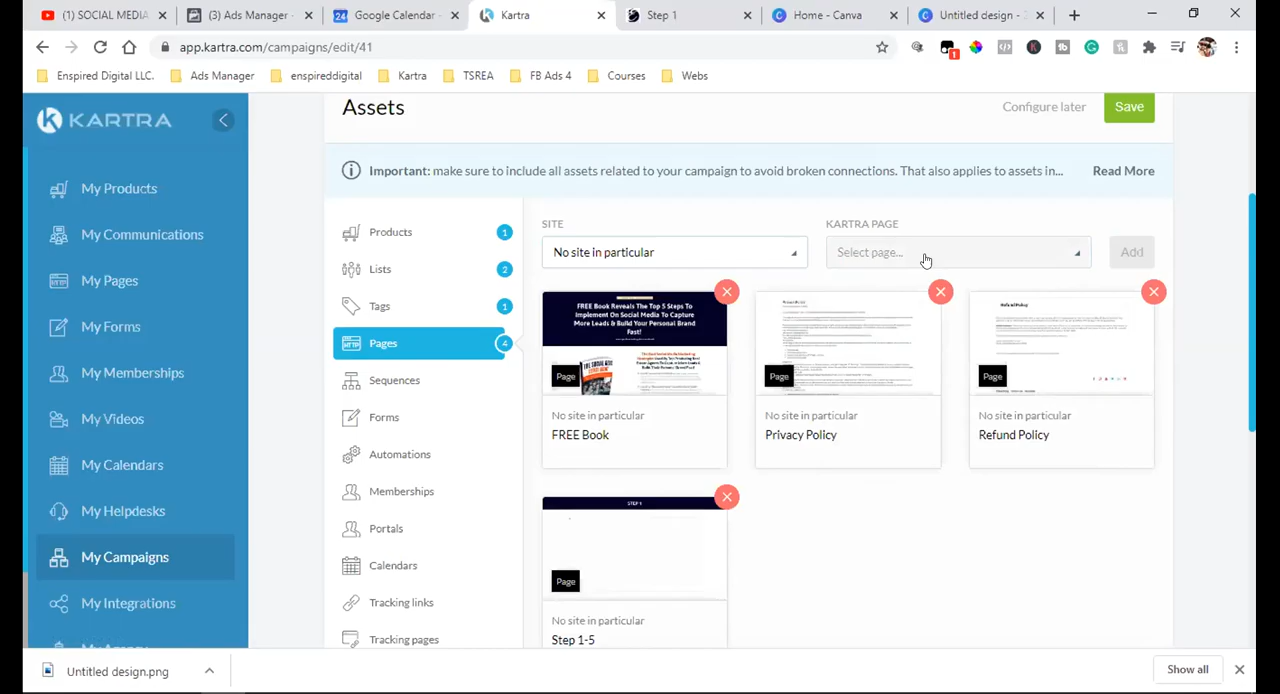 (1) SOCIAL MEDIA
(3) Ads Manager -
Google Calendar -
Kartra
Step 1
Home - Canva
Untitled design - 
app.kartra.com/campaigns/edit/41
Enspired Digital LLC.
Ads Manager
enspireddigital
Kartra
TSREA
FB Ads 4
Courses
Webs
KARTRA
My Products
My Communications
My Pages
My Forms
My Memberships
My Videos
My Calendars
My Helpdesks
My Campaigns
My Integrations
Assets
Configure later
Save
Important: make sure to include all assets related to your campaign to avoid broken connections. That also applies to assets in...
Read More
Products 1
Lists 2
Tags 1
Pages 4
Sequences
Forms
Automations
Memberships
Portals
Calendars
Tracking links
Tracking pages
SITE
No site in particular
KARTRA PAGE
Select page...
Add
FREE Book Reveals The Top 5 Steps To
Implement On Social Media To Capture
More Leads & Build Your Personal Brand
Fast!
Page
No site in particular
FREE Book
Page
No site in particular
Privacy Policy
Refund Policy
Page
No site in particular
Refund Policy
STEP 1
Page
No site in particular
Step 1-5
Untitled design.png
Show all